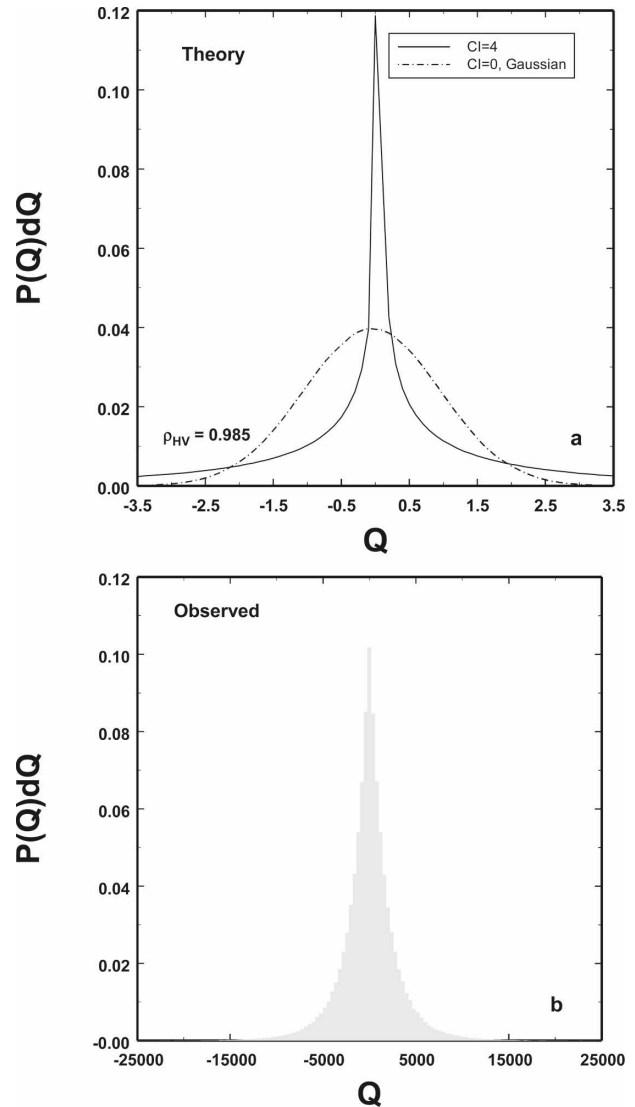 0.12
Theory
CI=4
CI=0, Gaussian
0.10
0.08
P(Q)dQ
0.06
0.04
0.02
ρHV = 0.985
a
0.00
-3.5 -2.5 -1.5 -0.5 0.5 1.5 2.5 3.5
Q
0.12
Observed
0.10
0.08
P(Q)dQ
0.06
0.04
0.02
b
-0.00
-25000 -15000 -5000 5000 15000 25000
Q